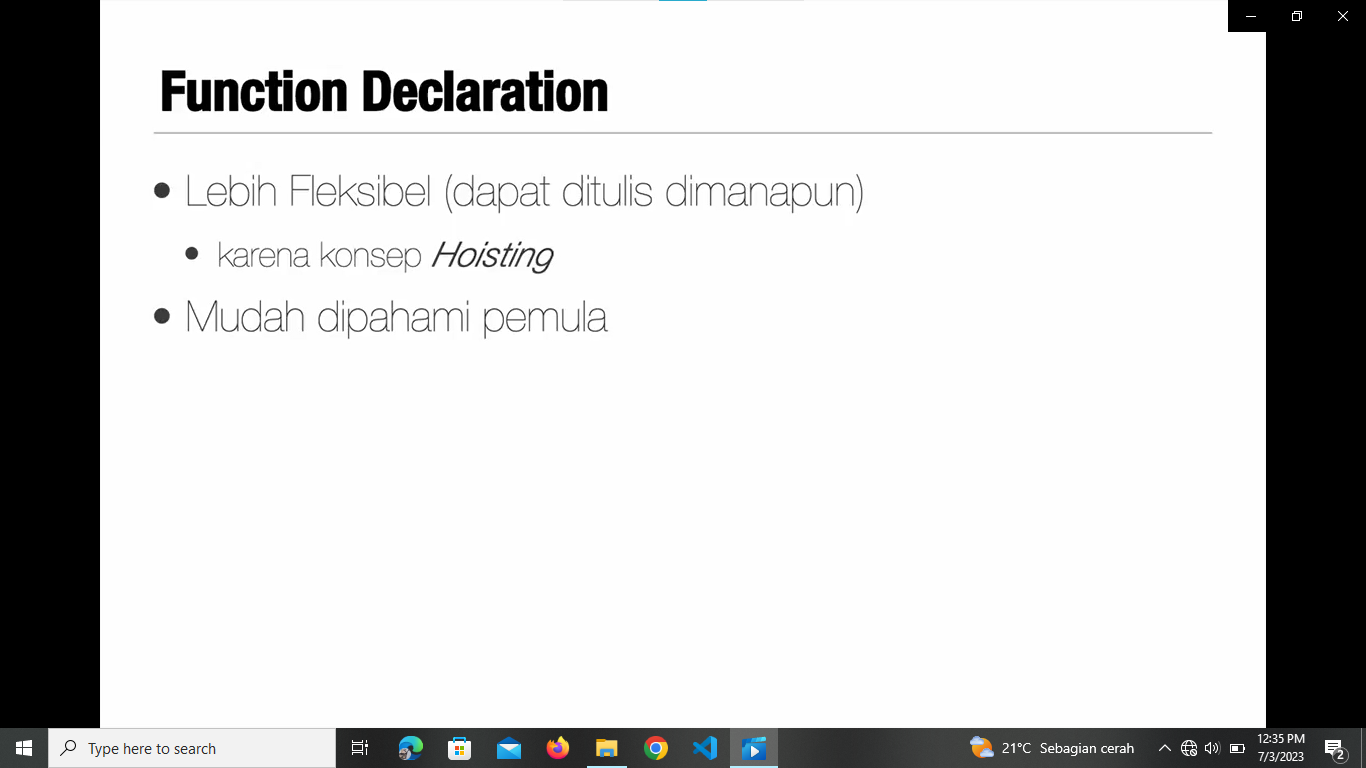 Function Declaration
• Lebih Fleksibel (dapat ditulis dimanapun)
• karena konsep Hoisting
• Mudah dipahami pemula
Type here to search
21°C Sebagian cerah
12:35 PM
7/3/2023
2